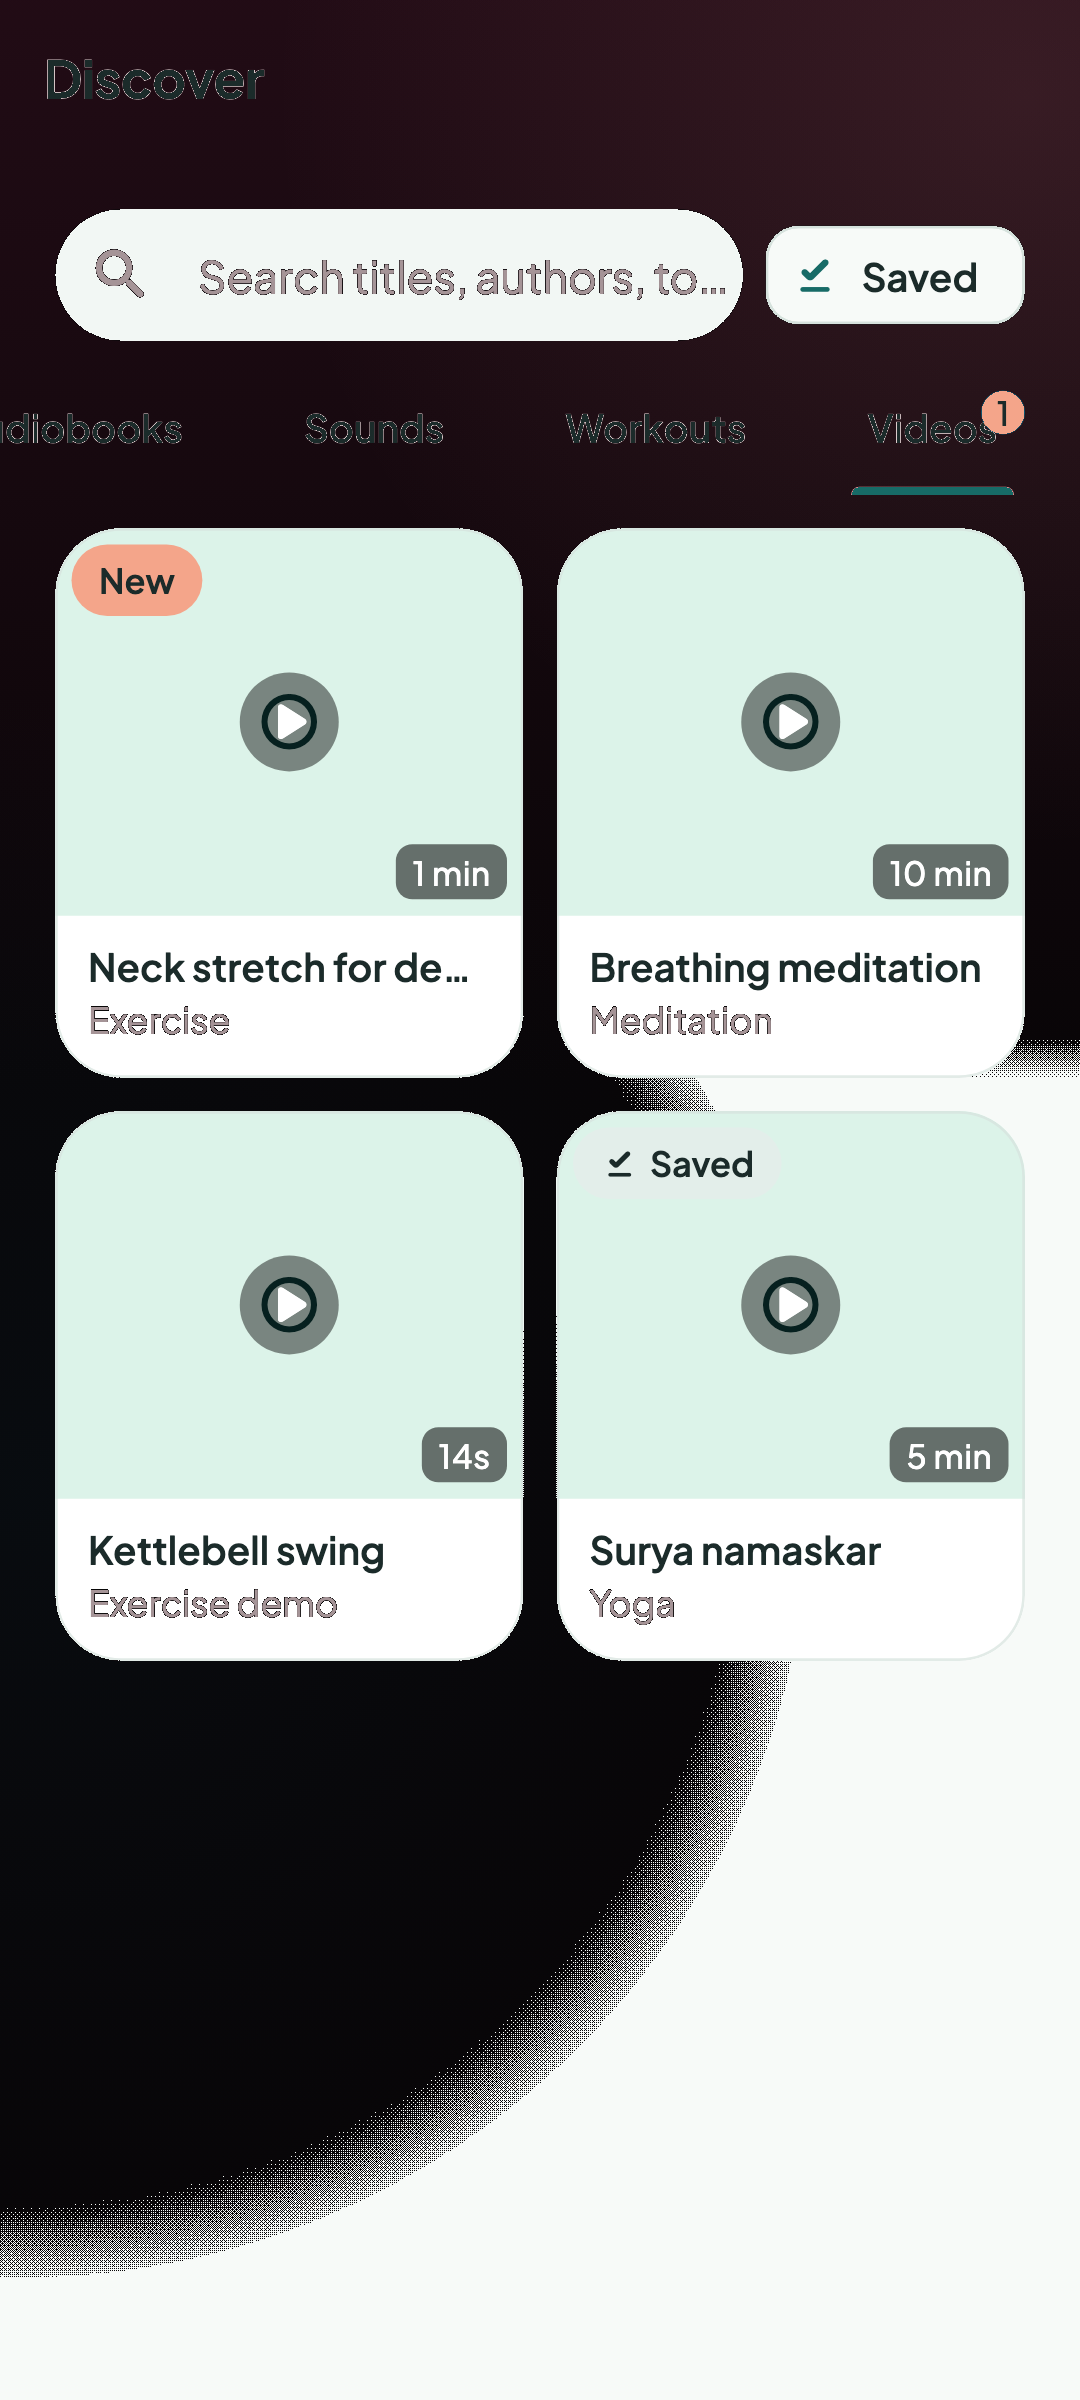 Discover
Search titles, authors, to...
Saved
diobooks
Sounds
Workouts
Videos
1
New
1 min
10 min
Neck stretch for de...
Exercise
Breathing meditation
Meditation
Saved
14s
5 min
Kettlebell swing
Exercise demo
Surya namaskar
Yoga